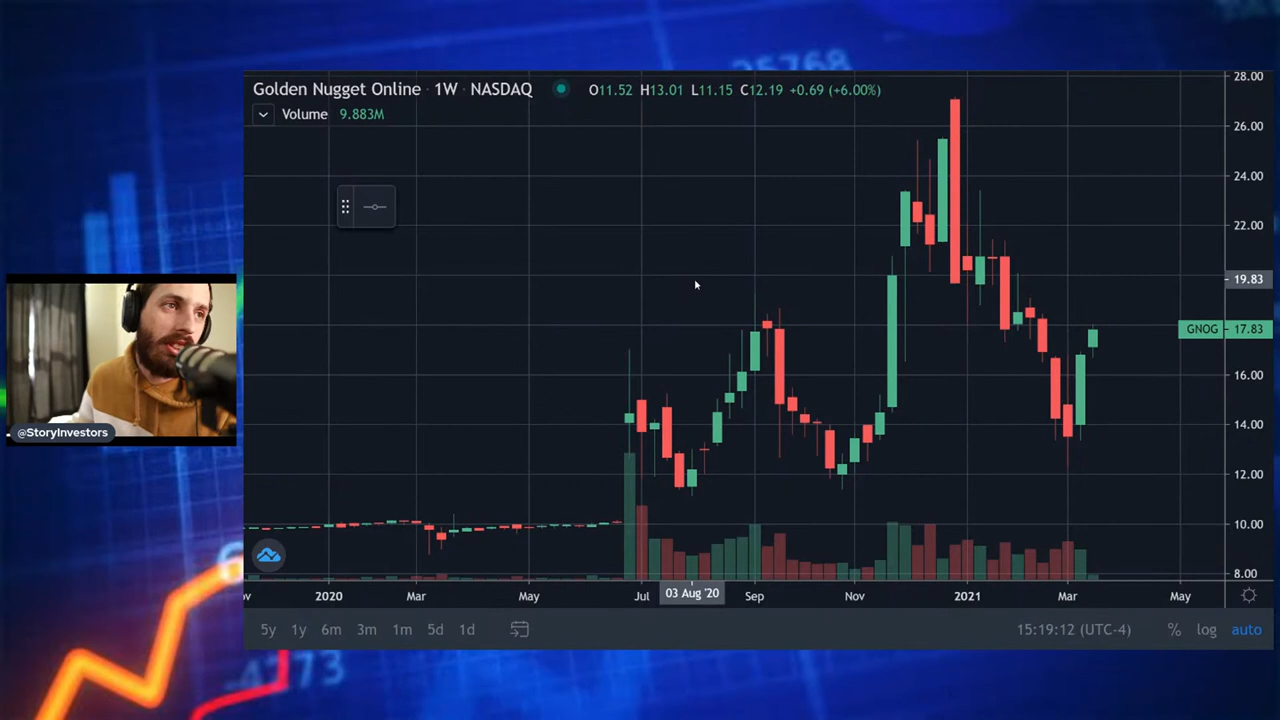 25768
28.00
Golden Nugget Online · 1W · NASDAQ O11.52 H13.01 L11.15 C12.19 +0.69 (+6.00%)
Volume 9.883M
26.00
24.00
22.00
19.83
GNOG 17.83
16.00
@StoryInvestors
14.00
12.00
10.00
8.00
2020 Mar May Jul 03 Aug '20 Sep Nov 2021 Mar May
5y 1y 6m 3m 1m 5d 1d 15:19:12 (UTC-4) % log auto
-4773